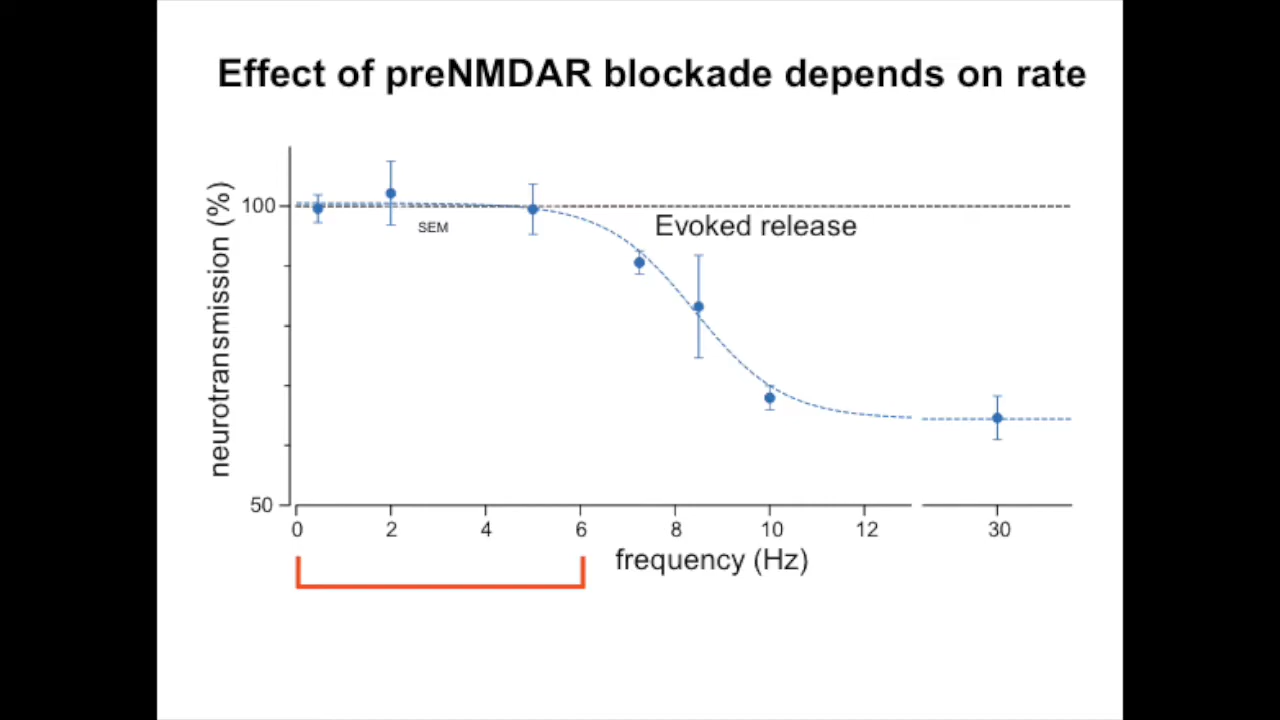 Effect of preNMDAR blockade depends on rate
neurotransmission (%)
100
50
SEM
Evoked release
0 2 4 6 8 10 12 30
frequency (Hz)